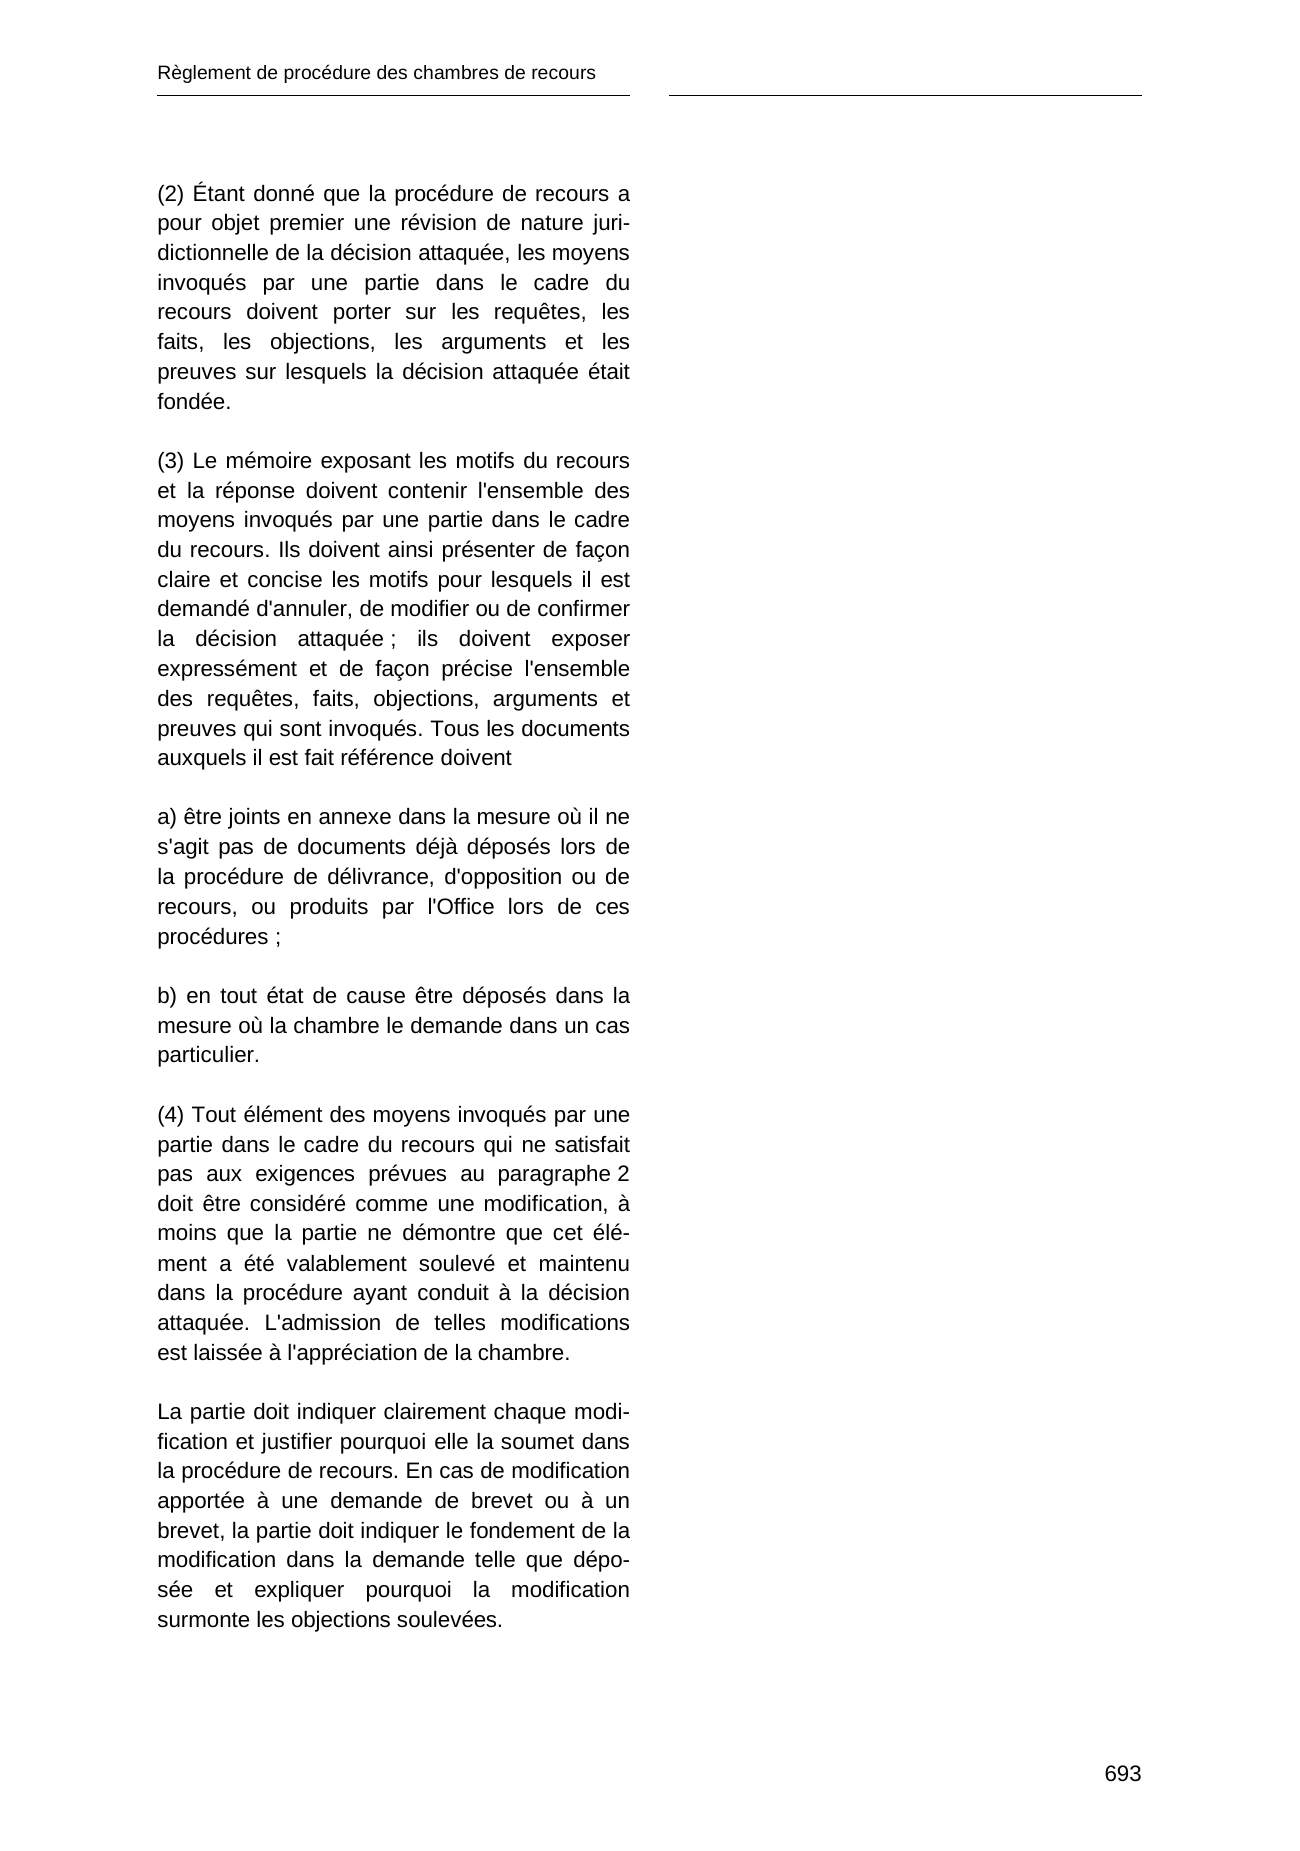 Règlement de procédure des chambres de recours
(2) Étant donné que la procédure de recours a
pour objet premier une révision de nature juri-
dictionnelle de la décision attaquée, les moyens
invoqués par une partie dans le cadre du
recours doivent porter sur les requêtes, les
faits, les objections, les arguments et les
preuves sur lesquels la décision attaquée était
fondée.
(3) Le mémoire exposant les motifs du recours
et la réponse doivent contenir l'ensemble des
moyens invoqués par une partie dans le cadre
du recours. Ils doivent ainsi présenter de façon
claire et concise les motifs pour lesquels il est
demandé d'annuler, de modifier ou de confirmer
la décision attaquée ; ils doivent exposer
expressément et de façon précise l'ensemble
des requêtes, faits, objections, arguments et
preuves qui sont invoqués. Tous les documents
auxquels il est fait référence doivent
a) être joints en annexe dans la mesure où il ne
s'agit pas de documents déjà déposés lors de
la procédure de délivrance, d'opposition ou de
recours, ou produits par l'Office lors de ces
procédures ;
b) en tout état de cause être déposés dans la
mesure où la chambre le demande dans un cas
particulier.
(4) Tout élément des moyens invoqués par une
partie dans le cadre du recours qui ne satisfait
pas aux exigences prévues au paragraphe 2
doit être considéré comme une modification, à
moins que la partie ne démontre que cet élé-
ment a été valablement soulevé et maintenu
dans la procédure ayant conduit à la décision
attaquée. L'admission de telles modifications
est laissée à l'appréciation de la chambre.
La partie doit indiquer clairement chaque modi-
fication et justifier pourquoi elle la soumet dans
la procédure de recours. En cas de modification
apportée à une demande de brevet ou à un
brevet, la partie doit indiquer le fondement de la
modification dans la demande telle que dépo-
sée et expliquer pourquoi la modification
surmonte les objections soulevées.
693